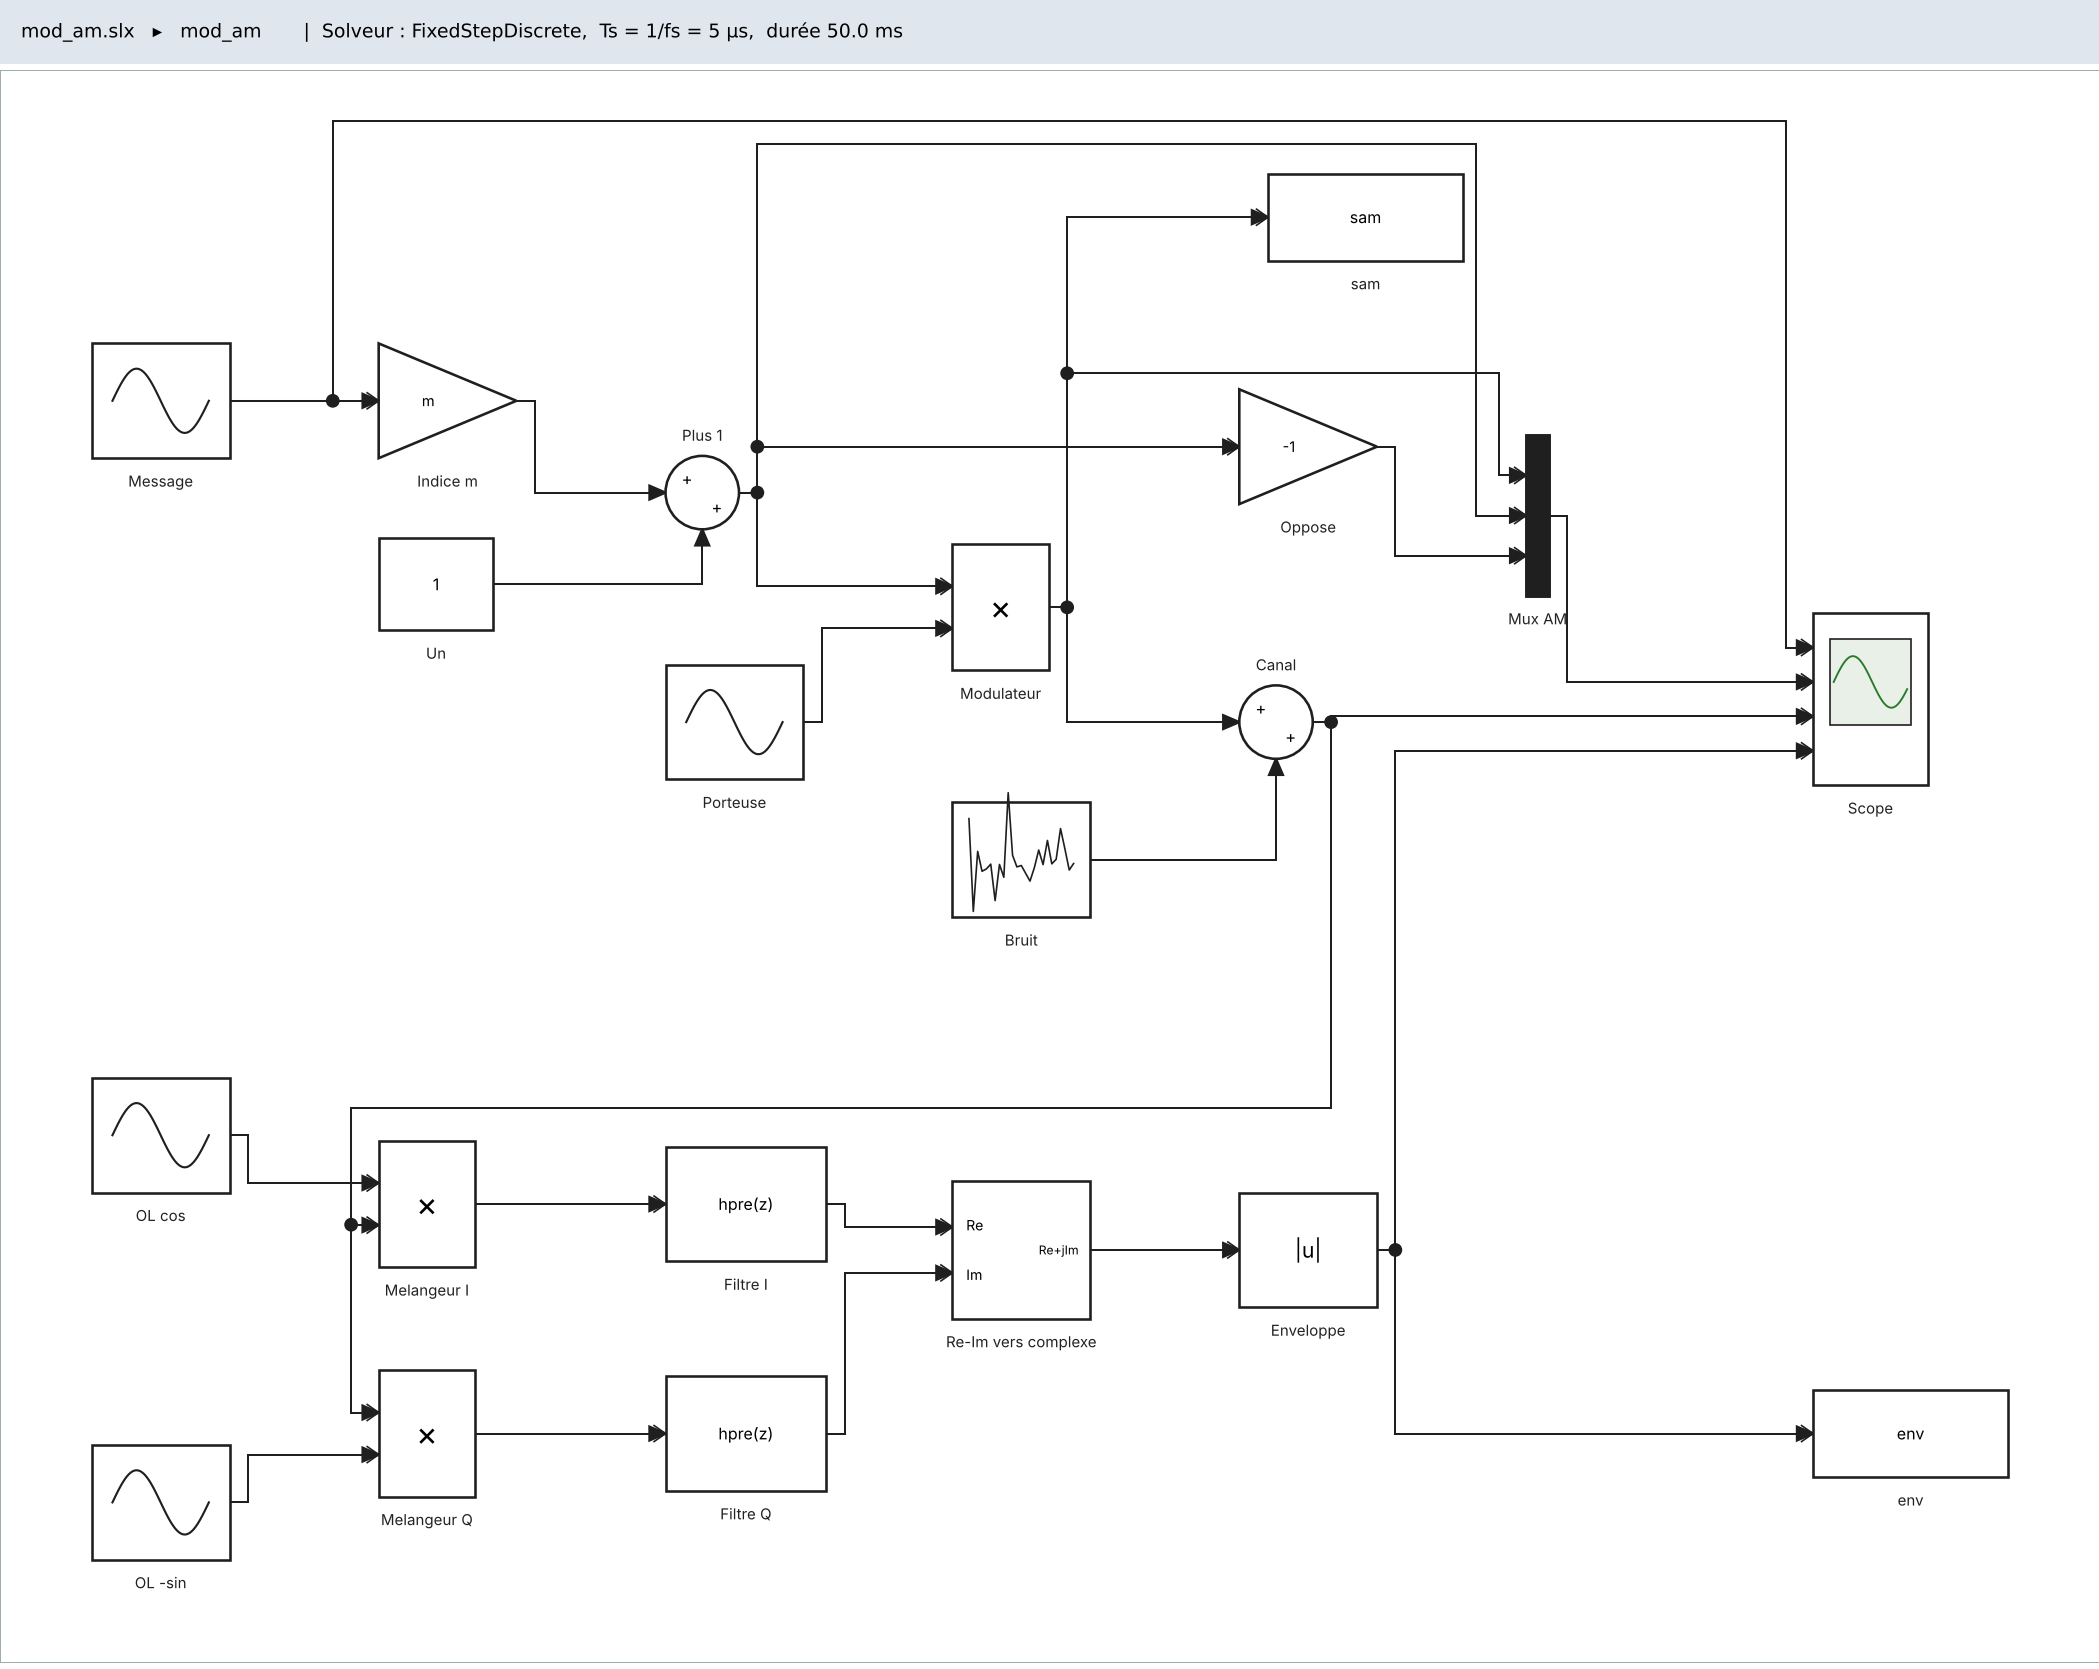 mod_am.slx ▸ mod_am | Solveur : FixedStepDiscrete, Ts = 1/fs = 5 µs, durée 50.0 ms
sam
sam
Message
m
Indice m
Plus 1
+
+
-1
Oppose
1
Un
×
Modulateur
Mux AM
Porteuse
Canal
+
+
Scope
Bruit
OL cos
×
Melangeur I
hpre(z)
Filtre I
Re
Im
Re+jIm
Re-Im vers complexe
|u|
Enveloppe
×
Melangeur Q
hpre(z)
Filtre Q
env
env
OL -sin